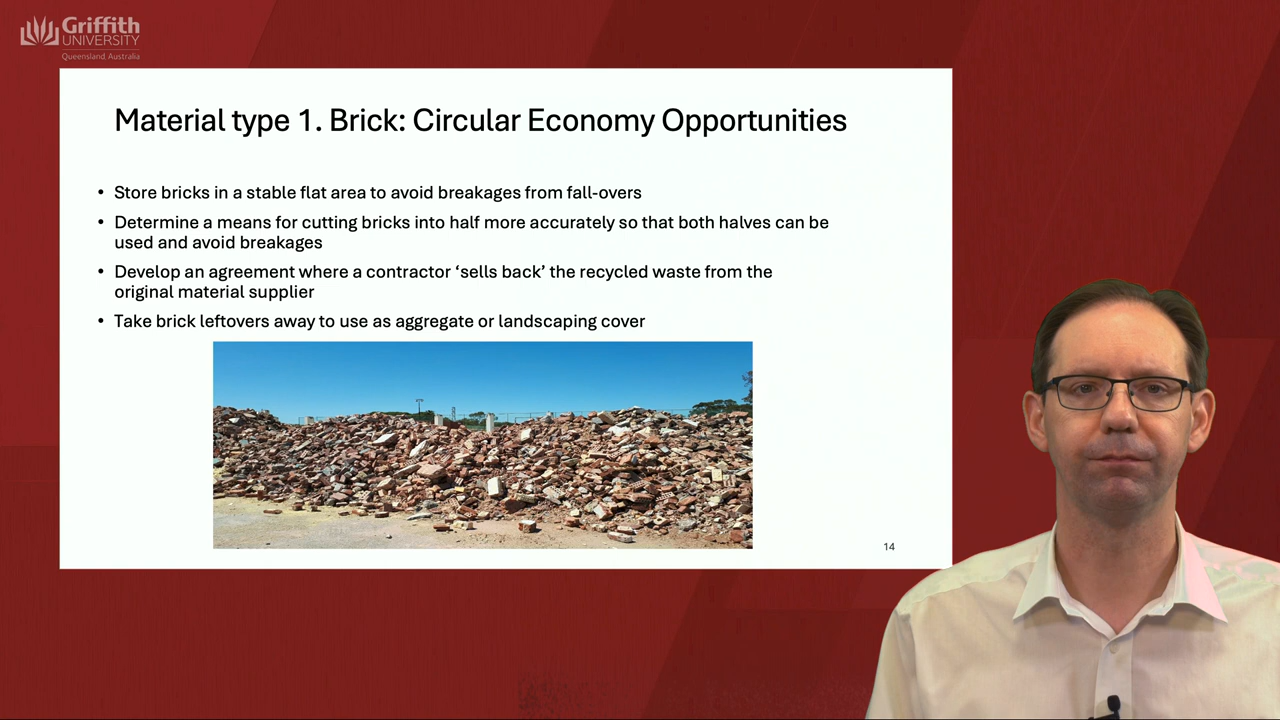 Griffith
UNIVERSITY
Queensland, Australia
Material type 1. Brick: Circular Economy Opportunities
• Store bricks in a stable flat area to avoid breakages from fall-overs
• Determine a means for cutting bricks into half more accurately so that both halves can be
used and avoid breakages
• Develop an agreement where a contractor ‘sells back’ the recycled waste from the
original material supplier
• Take brick leftovers away to use as aggregate or landscaping cover
14